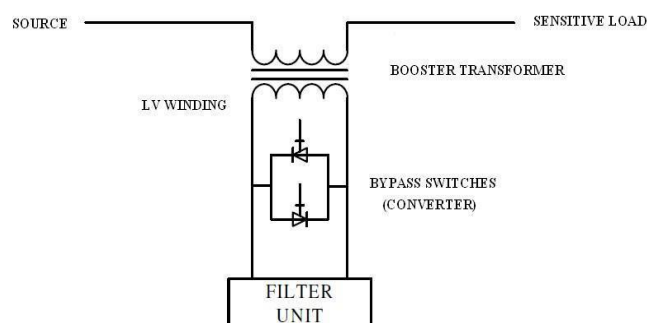 SOURCE
SENSITIVE LOAD
BOOSTER TRANSFORMER
LV WINDING
BYPASS SWITCHES
(CONVERTER)
FILTER
UNIT